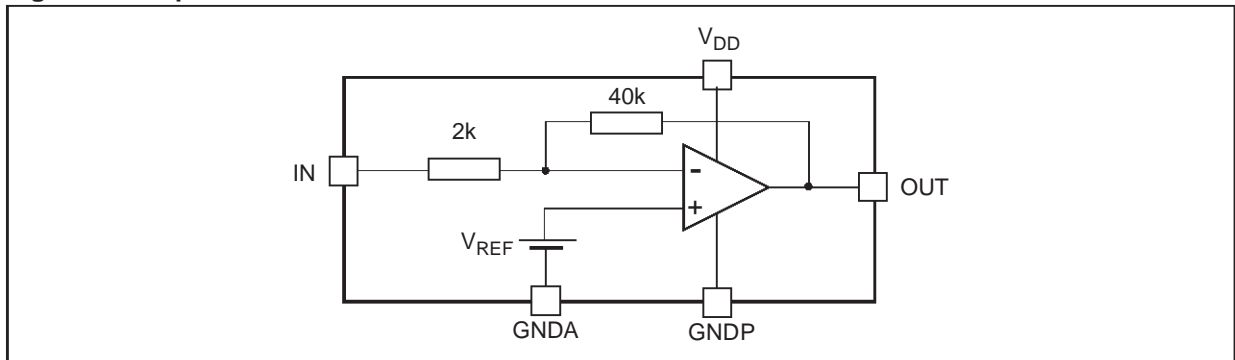 V_DD
40k
2k
IN
-
+
OUT
V_REF
GNDA
GNDP